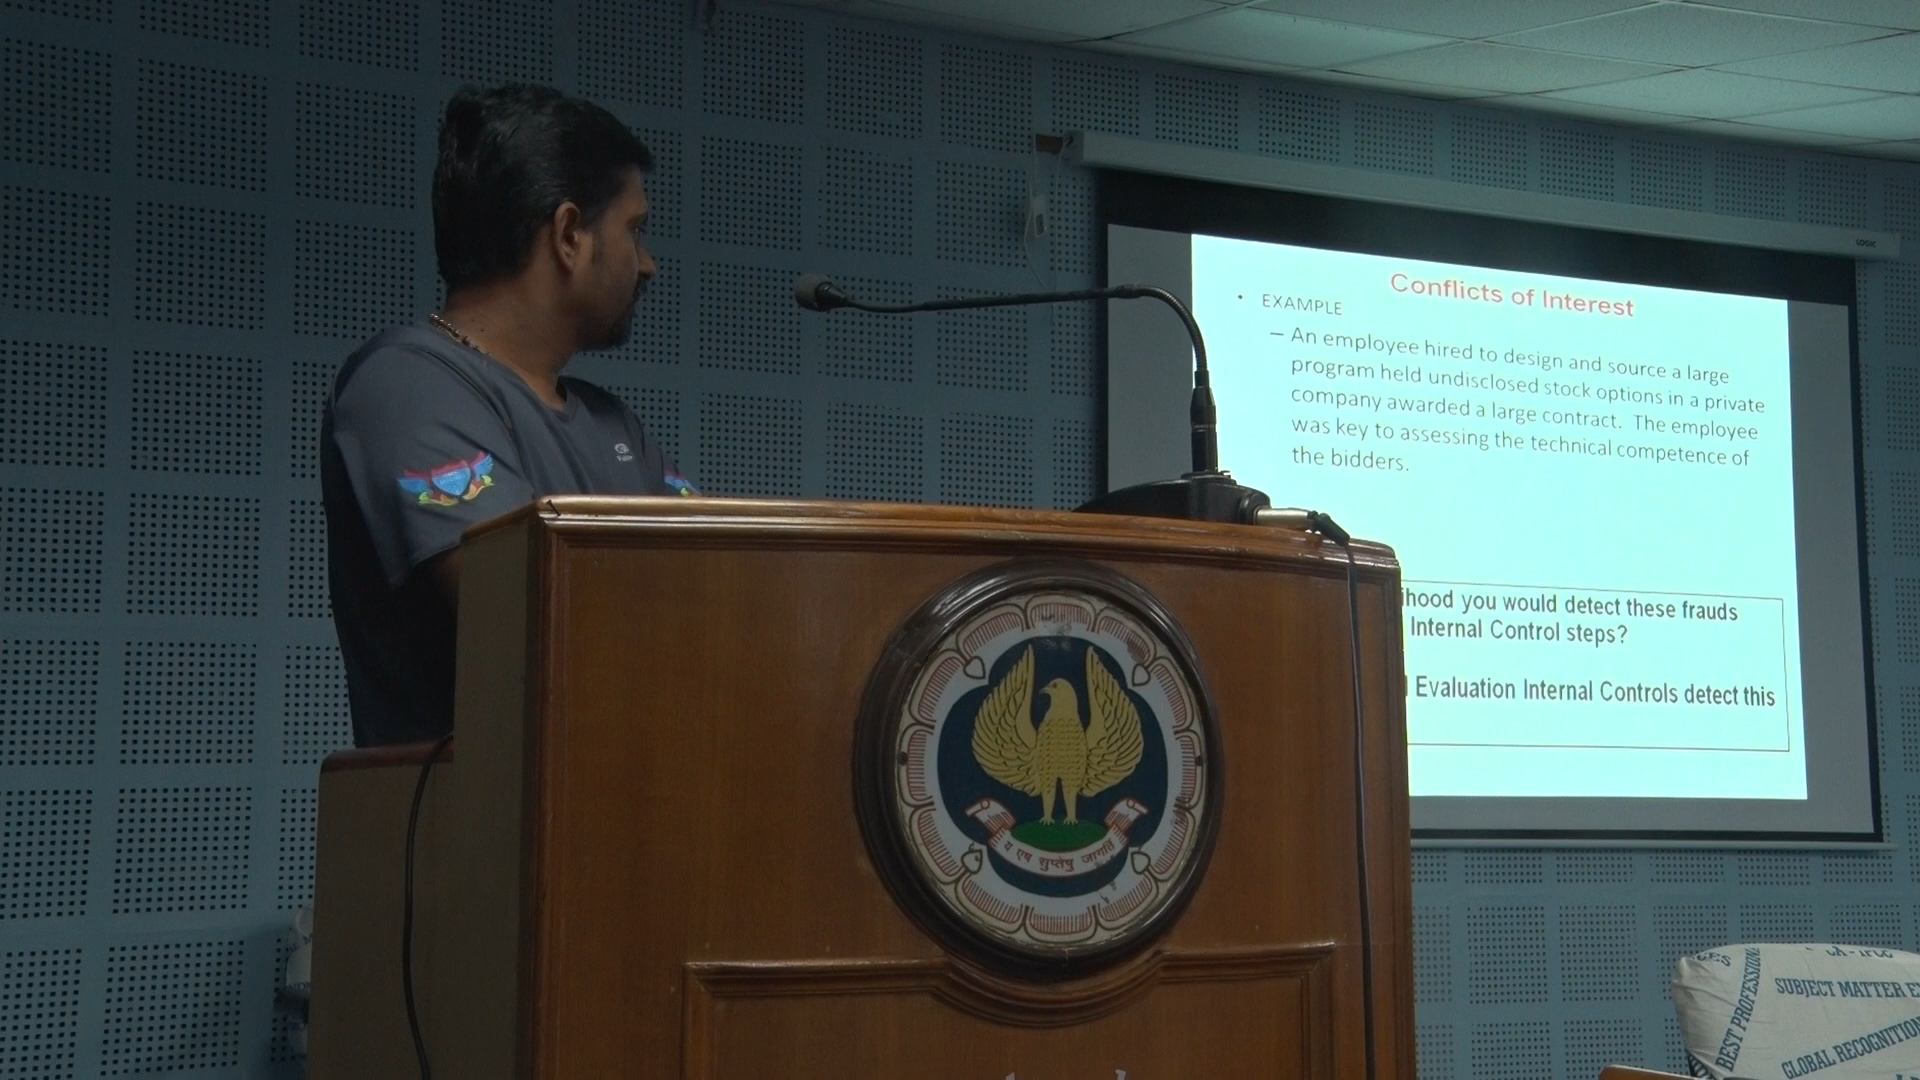 LOGIC
Conflicts of Interest
• EXAMPLE
– An employee hired to design and source a large
program held undisclosed stock options in a private
company awarded a large contract. The employee
was key to assessing the technical competence of
the bidders.
you would detect these frauds
Internal Control steps?
Evaluation Internal Controls detect this
य एष सुप्तेषु जागर्ति
BEST PROFESSION
SUBJECT MATTER E
GLOBAL RECOGNITION